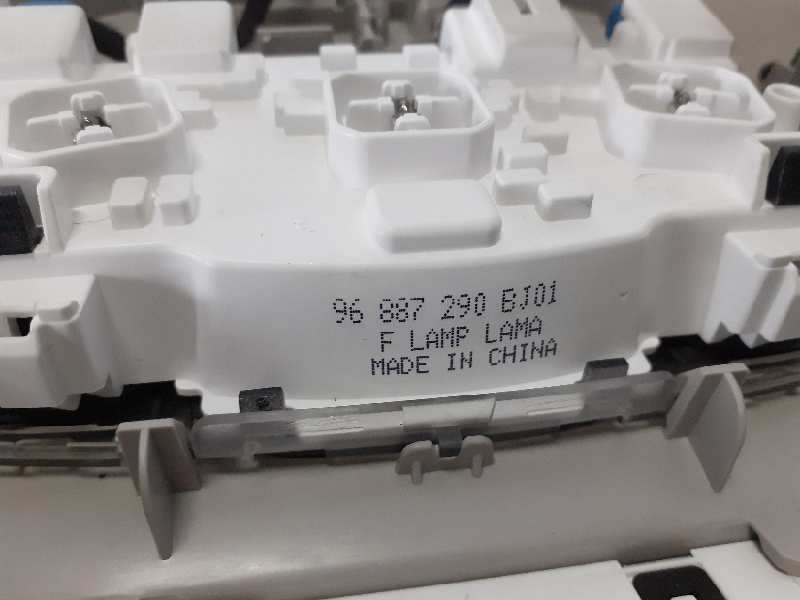 96 887 290 BJ01
F LAMP LAMA
MADE IN CHINA